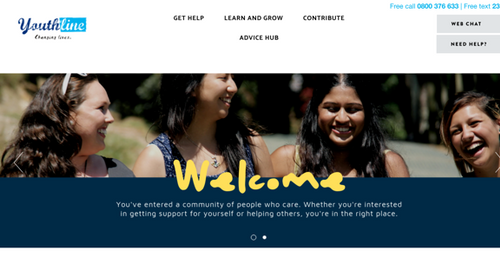 Free call 0800 376 633 | Free text 23
Youthline
Changing lives.
GET HELP
LEARN AND GROW
CONTRIBUTE
WEB CHAT
ADVICE HUB
NEED HELP?
Welcome
You've entered a community of people who care. Whether you're interested
in getting support for yourself or helping others, you're in the right place.